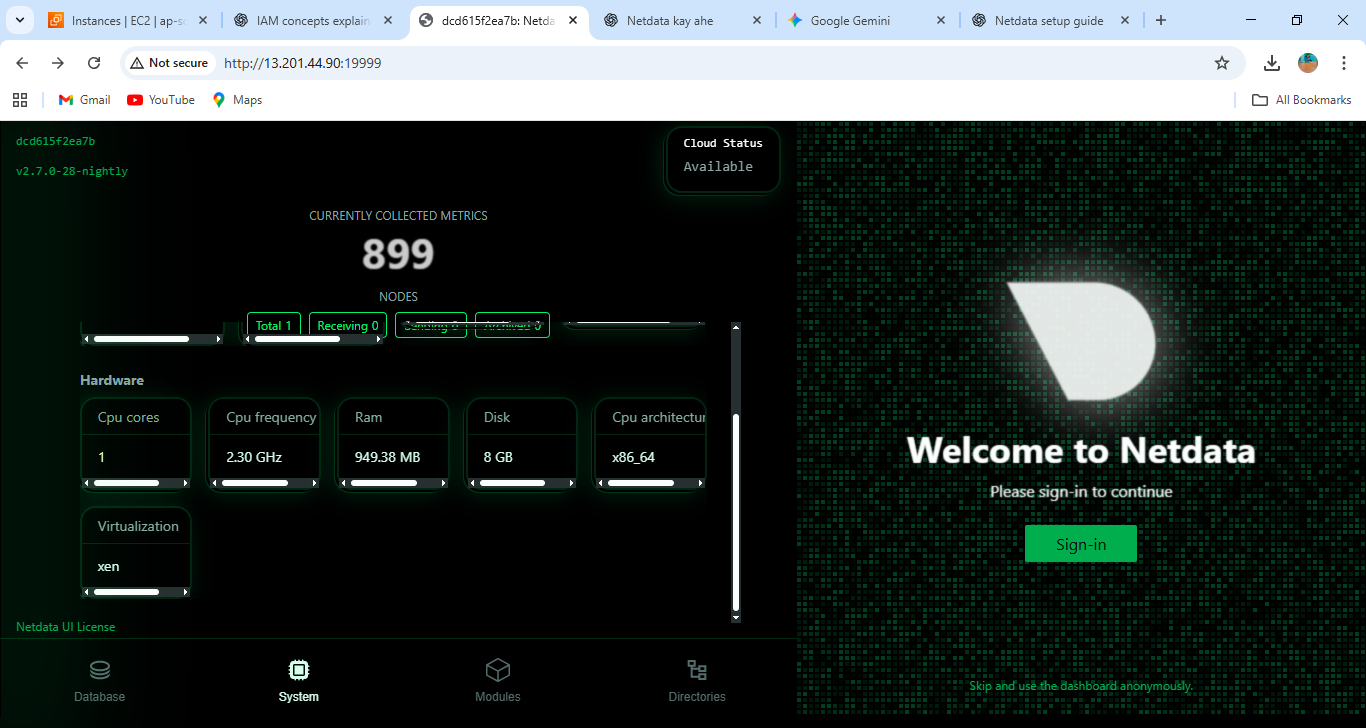 Instances | EC2 | ap-so
IAM concepts explain
dcd615f2ea7b: Netda
Netdata kay ahe
Google Gemini
Netdata setup guide
Not secure
http://13.201.44.90:19999
Gmail
YouTube
Maps
All Bookmarks
dcd615f2ea7b
v2.7.0-28-nightly
Cloud Status
Available
CURRENTLY COLLECTED METRICS
899
NODES
Total 1
Receiving 0
Sending 0
Archived 0
Hardware
Cpu cores
1
Cpu frequency
2.30 GHz
Ram
949.38 MB
Disk
8 GB
Cpu architectur
x86_64
Virtualization
xen
Netdata UI License
Database
System
Modules
Directories
Welcome to Netdata
Please sign-in to continue
Sign-in
Skip and use the dashboard anonymously.